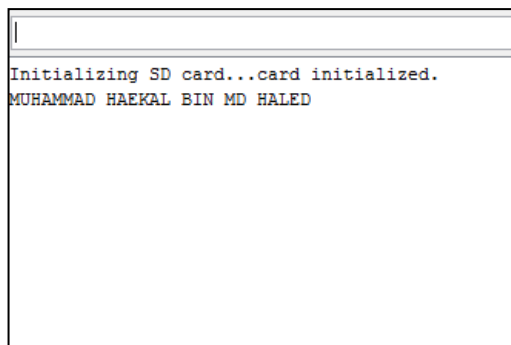 Initializing SD card...card initialized.
MUHAMMAD HAEKAL BIN MD HALED